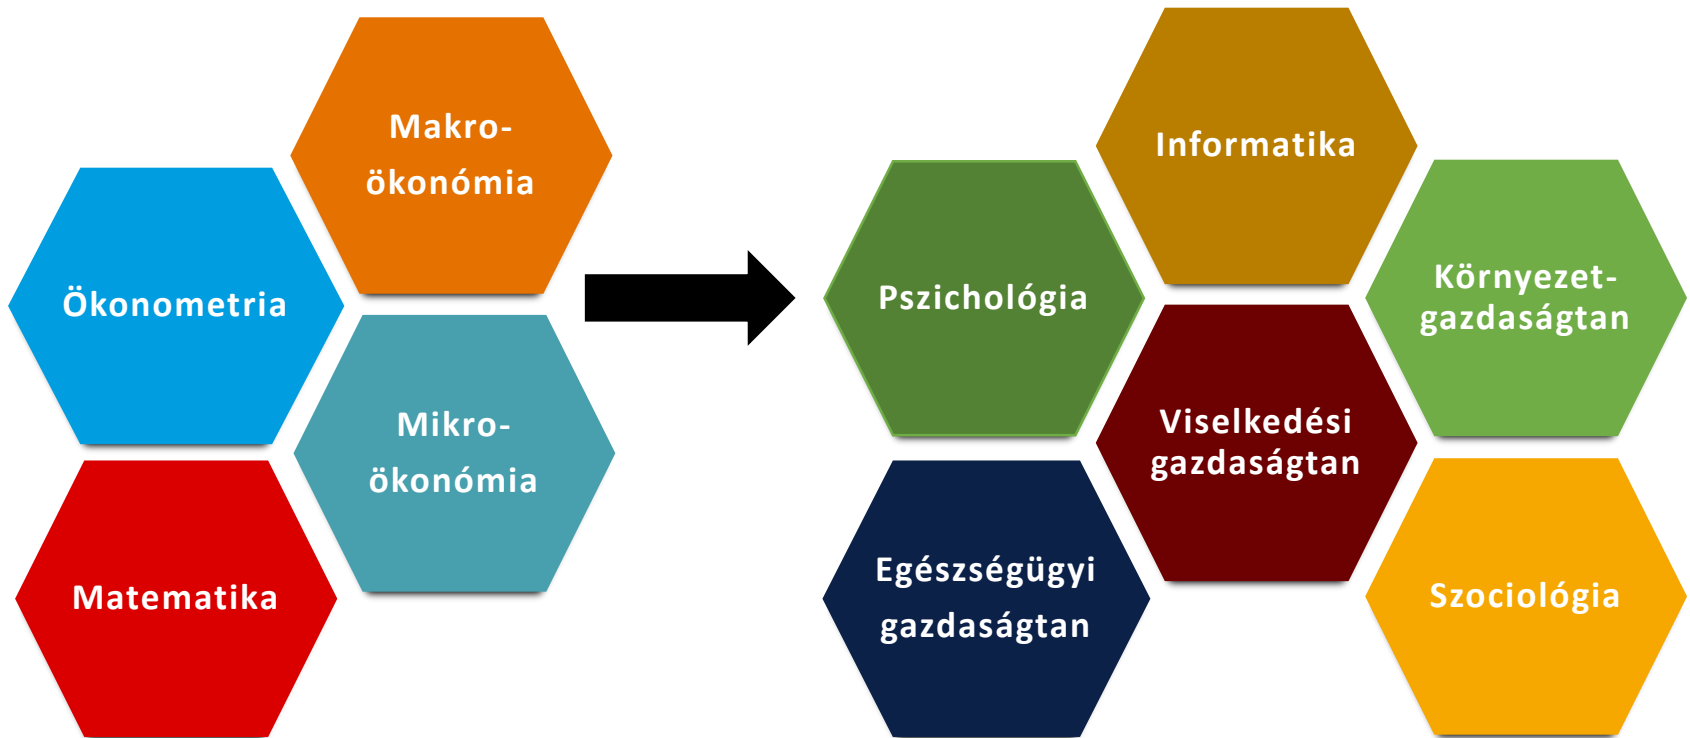 Makro-
ökonómia
Ökonometria
Mikro-
ökonómia
Matematika
Informatika
Pszichológia
Környezet-
gazdaságtan
Viselkedési
gazdaságtan
Egészségügyi
gazdaságtan
Szociológia